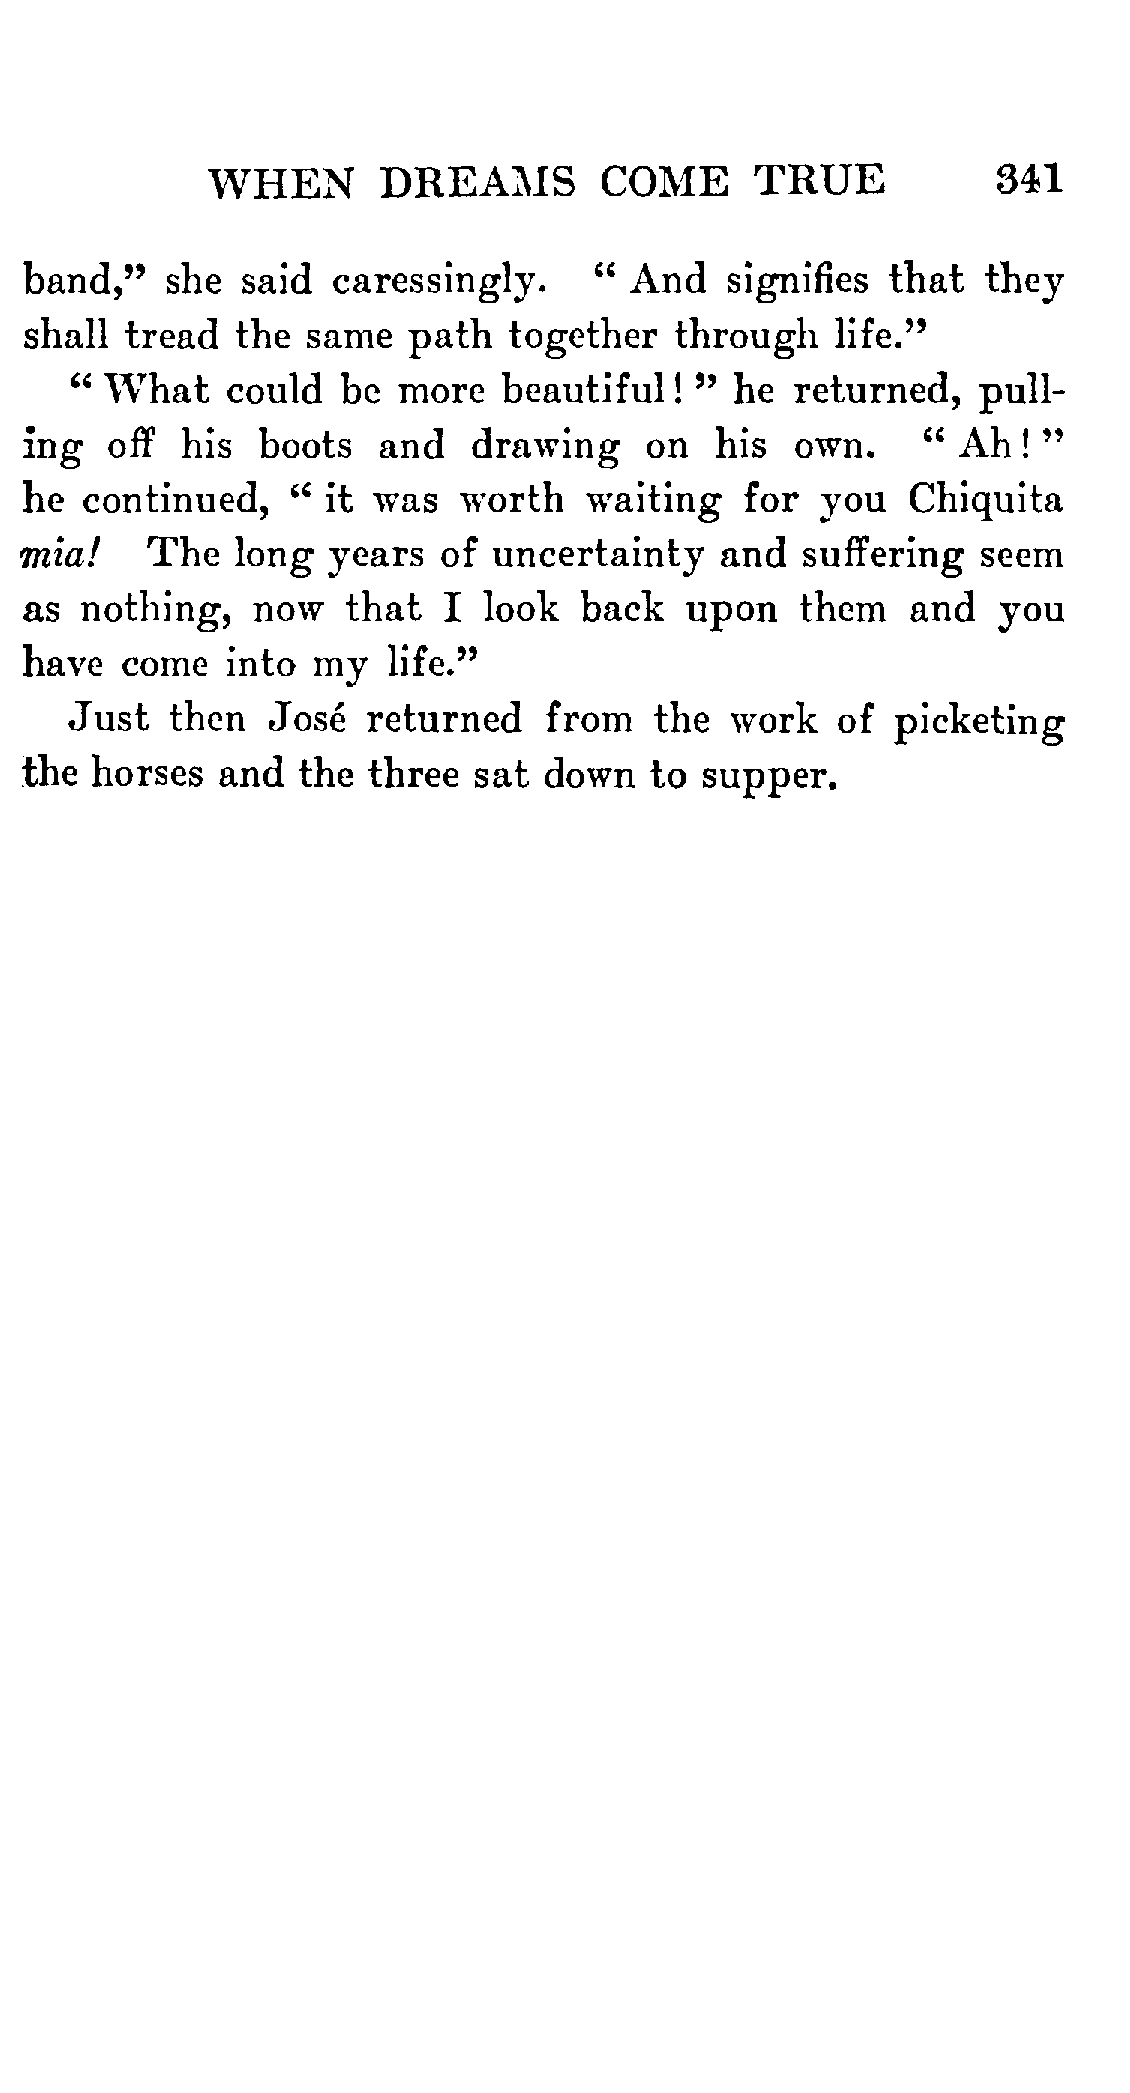 WHEN DREAMS COME TRUE 341
band,” she said caressingly. “ And signifies that they
shall tread the same path together through life.”
“ What could be more beautiful! ” he returned, pull-
ing off his boots and drawing on his own. “ Ah! ”
he continued, “ it was worth waiting for you Chiquita
mia! The long years of uncertainty and suffering seem
as nothing, now that I look back upon them and you
have come into my life.”
Just then José returned from the work of picketing
the horses and the three sat down to supper.